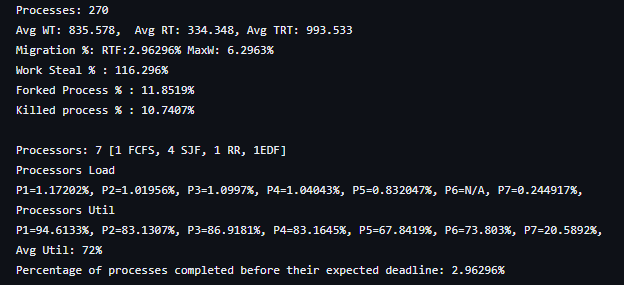 Processes: 270
Avg WT: 835.578,  Avg RT: 334.348, Avg TRT: 993.533
Migration %: RTF:2.96296% MaxW: 6.2963%
Work Steal % : 116.296%
Forked Process % : 11.8519%
Killed process % : 10.7407%
Processors: 7 [1 FCFS, 4 SJF, 1 RR, 1EDF]
Processors Load
P1=1.17202%, P2=1.01956%, P3=1.0997%, P4=1.04043%, P5=0.832047%, P6=N/A, P7=0.244917%,
Processors Util
P1=94.6133%, P2=83.1307%, P3=86.9181%, P4=83.1645%, P5=67.8419%, P6=73.803%, P7=20.5892%,
Avg Util: 72%
Percentage of processes completed before their expected deadline: 2.96296%